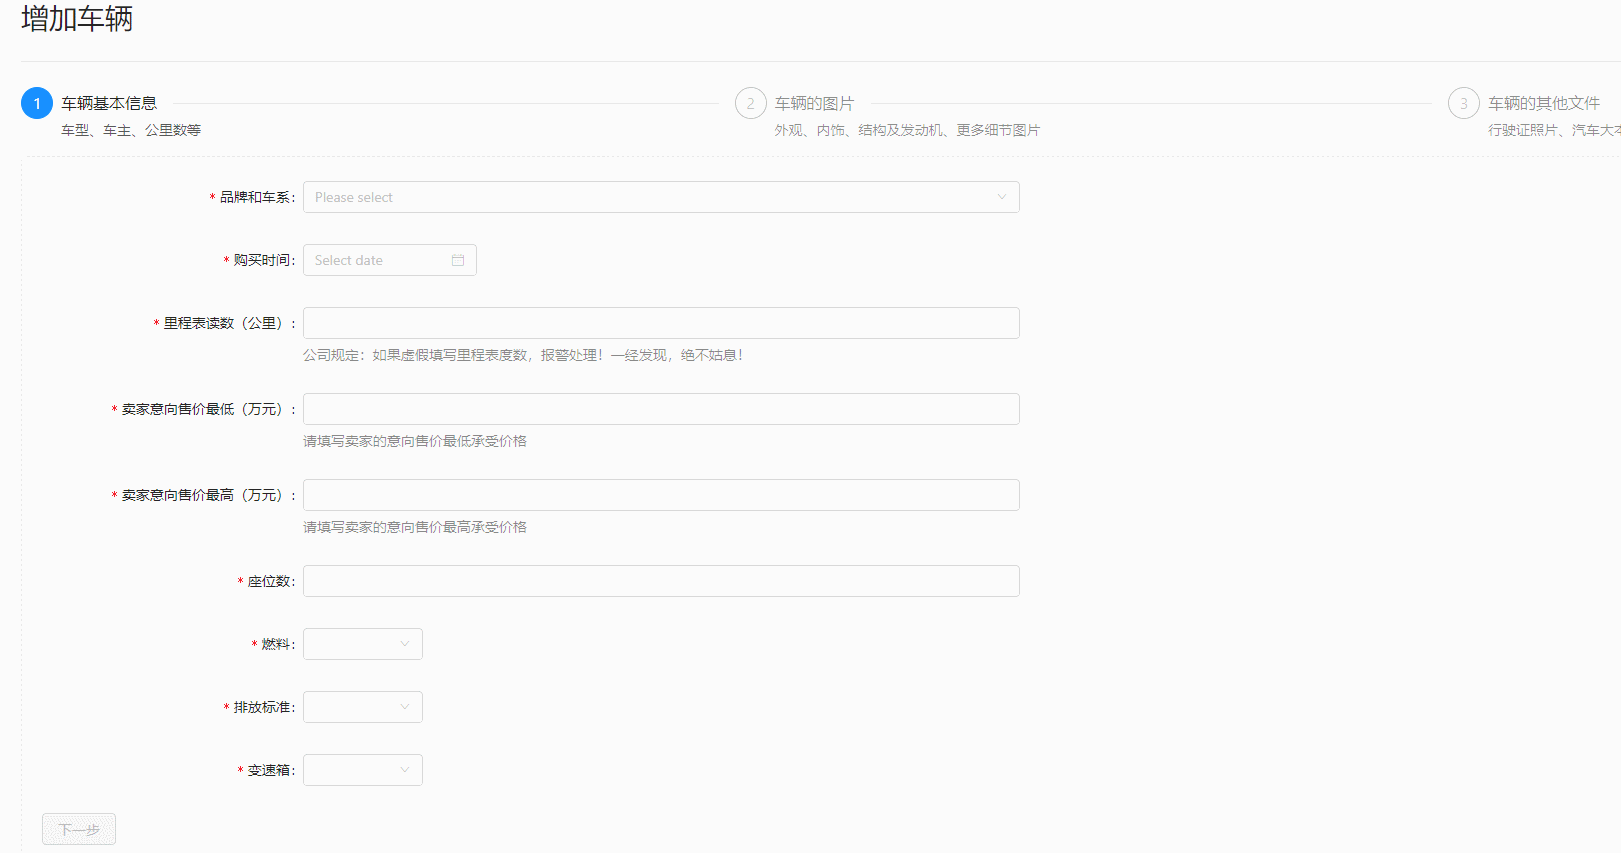 增加车辆
1 车辆基本信息
车型、车主、公里数等
2 车辆的图片
外观、内饰、结构及发动机、更多细节图片
3 车辆的其他文件
行驶证照片、汽车大本
* 品牌和车系: Please select
* 购买时间: Select date
* 里程表读数（公里）:
公司规定：如果虚假填写里程表度数，报警处理！一经发现，绝不姑息！
* 卖家意向售价最低（万元）:
请填写卖家的意向售价最低承受价格
* 卖家意向售价最高（万元）:
请填写卖家的意向售价最高承受价格
* 座位数:
* 燃料:
* 排放标准:
* 变速箱:
下一步